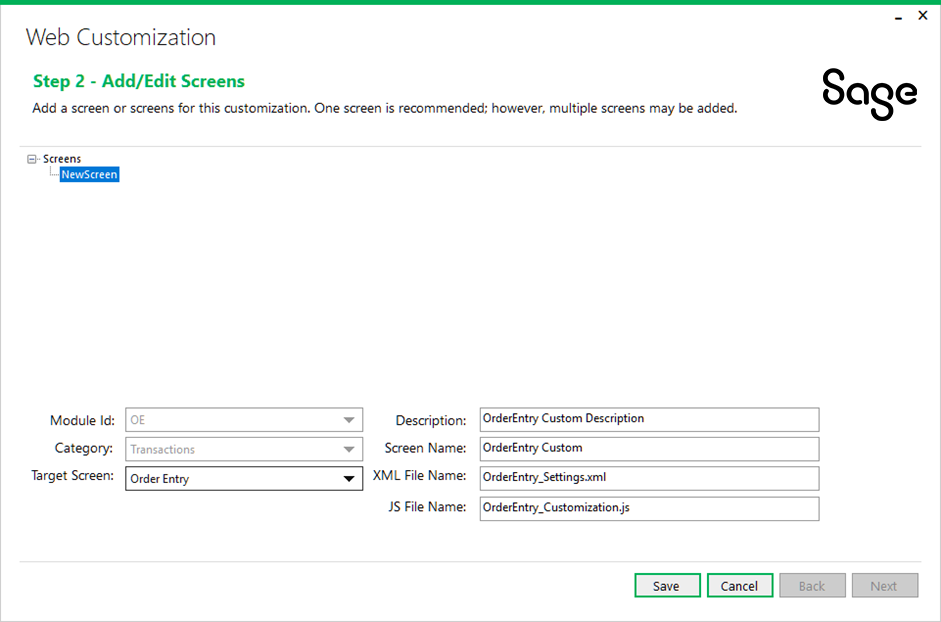 Web Customization
Step 2 - Add/Edit Screens
Add a screen or screens for this customization. One screen is recommended; however, multiple screens may be added.
Sage
Screens
NewScreen
Module Id: OE Description: OrderEntry Custom Description
Category: Transactions Screen Name: OrderEntry Custom
Target Screen: Order Entry XML File Name: OrderEntry_Settings.xml
JS File Name: OrderEntry_Customization.js
Save Cancel Back Next